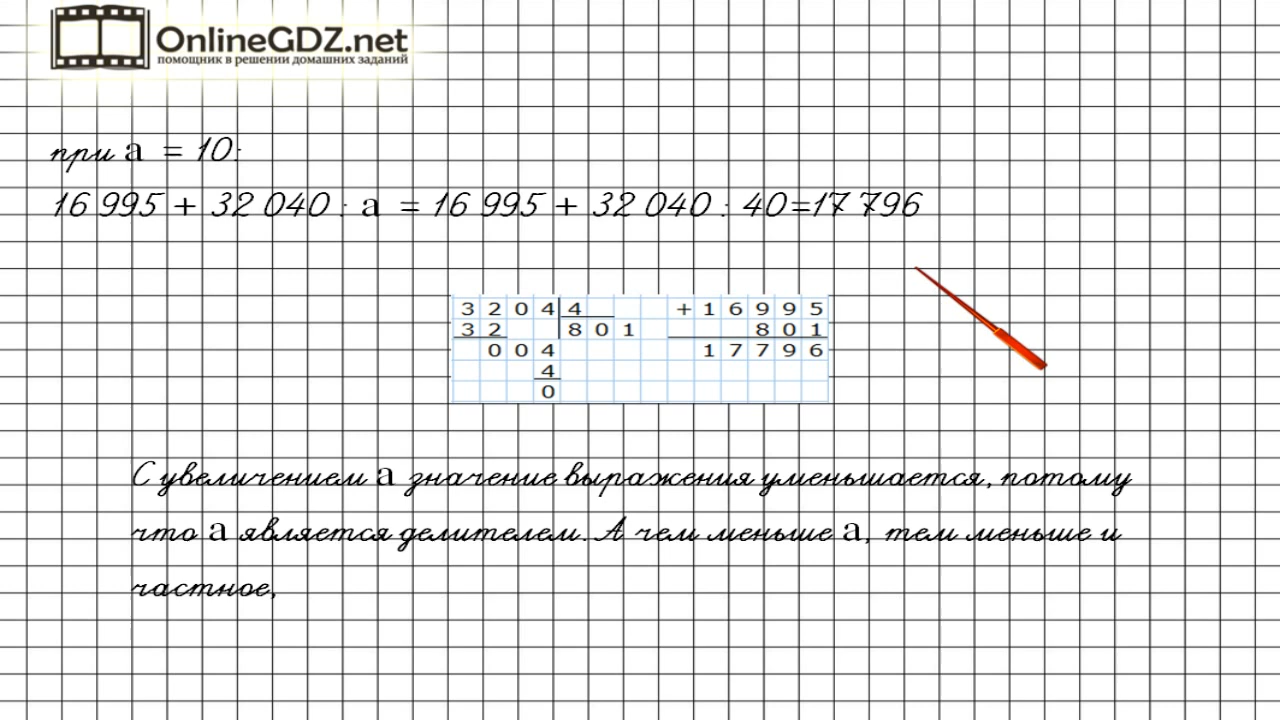 OnlineGDZ.net
помощник в решении домашних заданий
при а = 10:
16 995 + 32 040 : а = 16 995 + 32 040 : 40=17 796
3 2 0 4 4 + 1 6 9 9 5
3 2 8 0 1 8 0 1
0 0 4 1 7 7 9 6
4
0
С увеличением а значение выражения уменьшается, потому
что а является делителем. А чем меньше а, тем меньше и
частное,